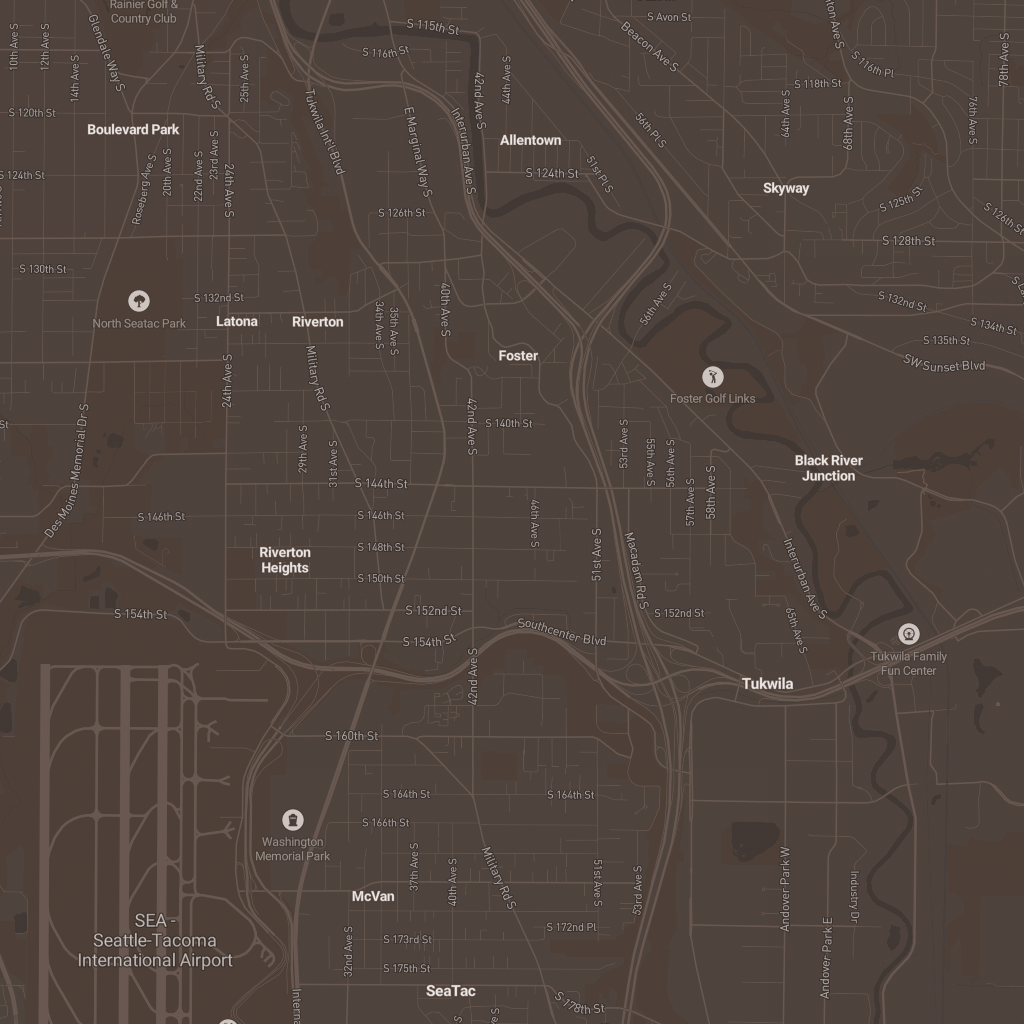 Rainier Golf &
Country Club
S 115th St
S Avon St
10th Ave S
12th Ave S
14th Ave S
Glendale Way S
Military Rd S
25th Ave S
S 116th St
42nd Ave S
44th Ave S
Beacon Ave S
S 116th Pl
78th Ave S
S 118th St
S 120th St
Boulevard Park
Tukwila Int'l Blvd
E Marginal Way S
Interurban Ave S
Allentown
56th Pl S
64th Ave S
68th Ave S
76th Ave S
S 124th St
Roseberg Ave S
20th Ave S
22nd Ave S
23rd Ave S
24th Ave S
S 124th St
51st Pl S
Skyway
S 125th St
S 126th St
S 126th St
S 128th St
S 130th St
S 132nd St
North Seatac Park
Latona
Riverton
34th Ave S
35th Ave S
40th Ave S
56th Ave S
S 132nd St
S 134th St
S 135th St
SW Sunset Blvd
Foster
Foster Golf Links
24th Ave S
Military Rd S
42nd Ave S
S 140th St
Des Moines Memorial Dr S
29th Ave S
31st Ave S
53rd Ave S
55th Ave S
56th Ave S
57th Ave S
58th Ave S
Black River
Junction
S 144th St
S 146th St
S 146th St
46th Ave S
S 148th St
51st Ave S
Macadam Rd S
Interurban Ave S
Riverton
Heights
S 150th St
S 154th St
S 152nd St
S 152nd St
65th Ave S
S 154th St
Southcenter Blvd
Tukwila Family
Fun Center
42nd Ave S
Tukwila
S 160th St
S 164th St
S 164th St
S 166th St
Washington
Memorial Park
37th Ave S
40th Ave S
Military Rd S
51st Ave S
53rd Ave S
Andover Park W
Industry Dr
McVan
SEA -
Seattle-Tacoma
International Airport
S 172nd Pl
32nd Ave S
S 173rd St
S 175th St
Andover Park E
SeaTac
S 178th St